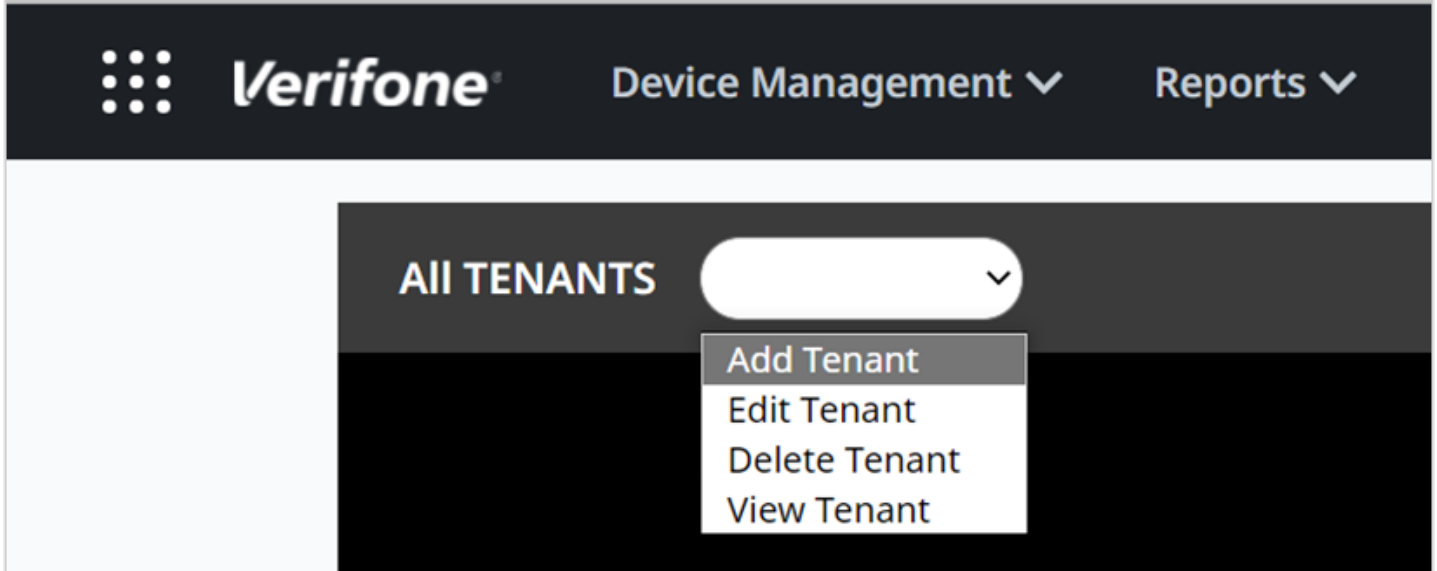 Verifone Device Management Reports
All TENANTS
Add Tenant
Edit Tenant
Delete Tenant
View Tenant